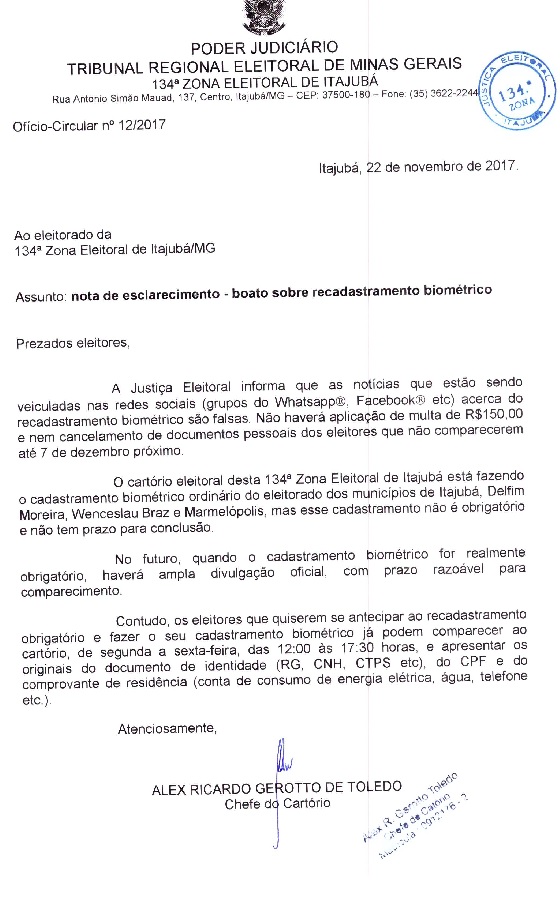 PODER JUDICIÁRIO
TRIBUNAL REGIONAL ELEITORAL DE MINAS GERAIS
134ª ZONA ELEITORAL DE ITAJUBÁ
Rua Antonio Simão Mauad, 137, Centro, Itajubá/MG – CEP: 37500-180 – Fone: (35) 3622-2244
JUSTIÇA ELEITORAL
134.ª
ZONA
ITAJUBÁ
Ofício-Circular nº 12/2017
Itajubá, 22 de novembro de 2017.
Ao eleitorado da
134ª Zona Eleitoral de Itajubá/MG
Assunto: nota de esclarecimento - boato sobre recadastramento biométrico
Prezados eleitores,
A Justiça Eleitoral informa que as notícias que estão sendo
veiculadas nas redes sociais (grupos do Whatsapp®, Facebook® etc) acerca do
recadastramento biométrico são falsas. Não haverá aplicação de multa de R$150,00
e nem cancelamento de documentos pessoais dos eleitores que não comparecerem
até 7 de dezembro próximo.
O cartório eleitoral desta 134ª Zona Eleitoral de Itajubá está fazendo
o cadastramento biométrico ordinário do eleitorado dos municípios de Itajubá, Delfim
Moreira, Wenceslau Braz e Marmelópolis, mas esse cadastramento não é obrigatório
e não tem prazo para conclusão.
No futuro, quando o cadastramento biométrico for realmente
obrigatório, haverá ampla divulgação oficial, com prazo razoável para
comparecimento.
Contudo, os eleitores que quiserem se antecipar ao recadastramento
obrigatório e fazer o seu cadastramento biométrico já podem comparecer ao
cartório, de segunda a sexta-feira, das 12:00 às 17:30 horas, e apresentar os
originais do documento de identidade (RG, CNH, CTPS etc), do CPF e do
comprovante de residência (conta de consumo de energia elétrica, água, telefone
etc.).
Atenciosamente,
ALEX RICARDO GEROTTO DE TOLEDO
Chefe do Cartório
Alex R. Gerotto Toledo
Chefe de Catório